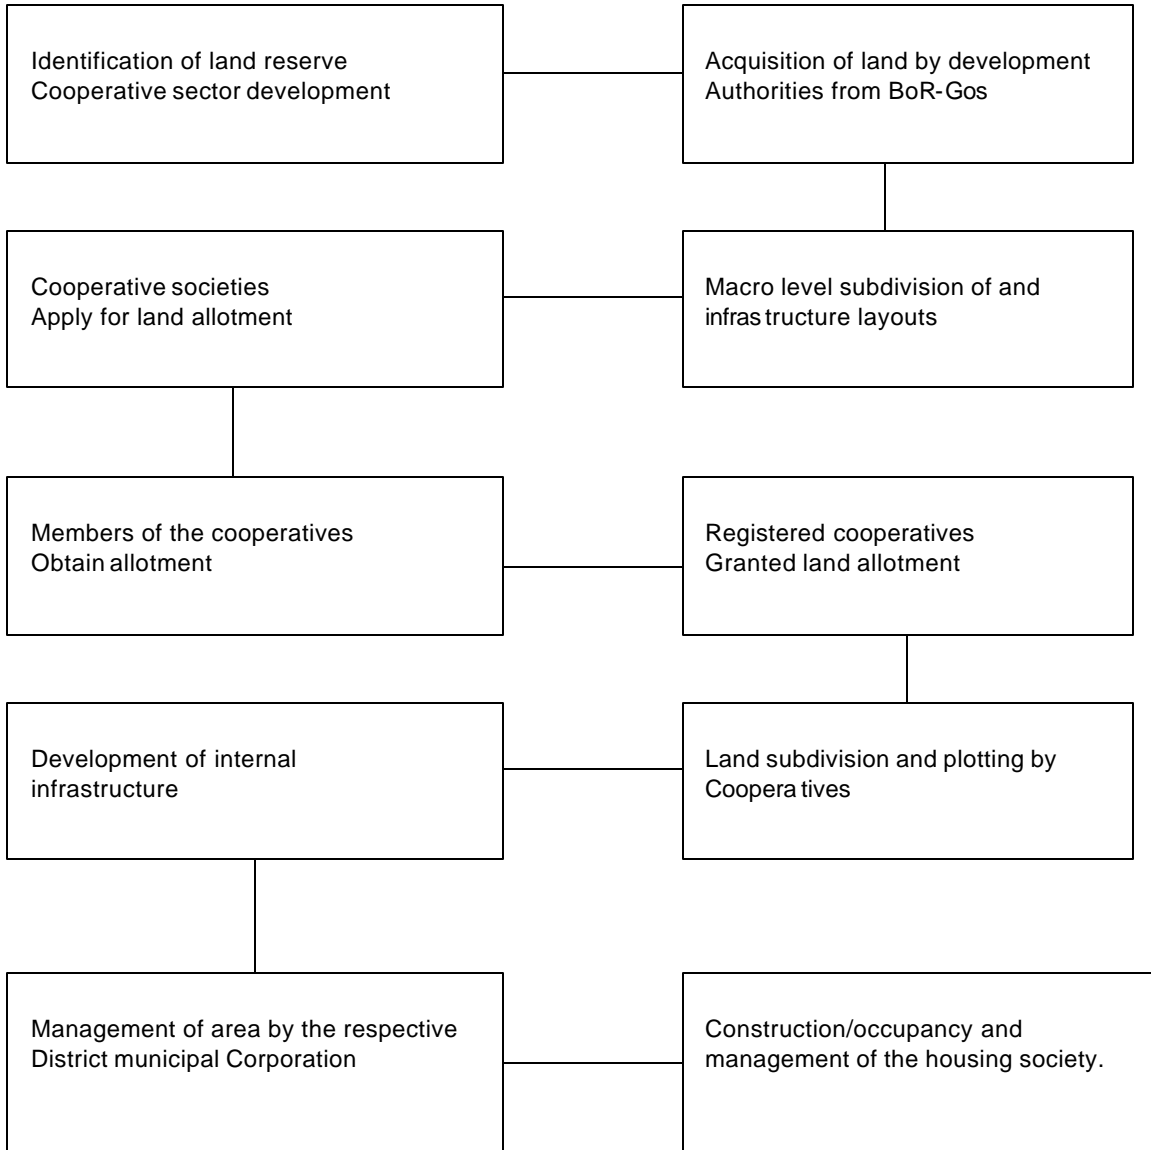 Identification of land reserve
Cooperative sector development
Acquisition of land by development
Authorities from BoR-Gos
Cooperative societies
Apply for land allotment
Macro level subdivision of and
infras tructure layouts
Members of the cooperatives
Obtain allotment
Registered cooperatives
Granted land allotment
Development of internal
infrastructure
Land subdivision and plotting by
Coopera tives
Management of area by the respective
District municipal Corporation
Construction/occupancy and
management of the housing society.